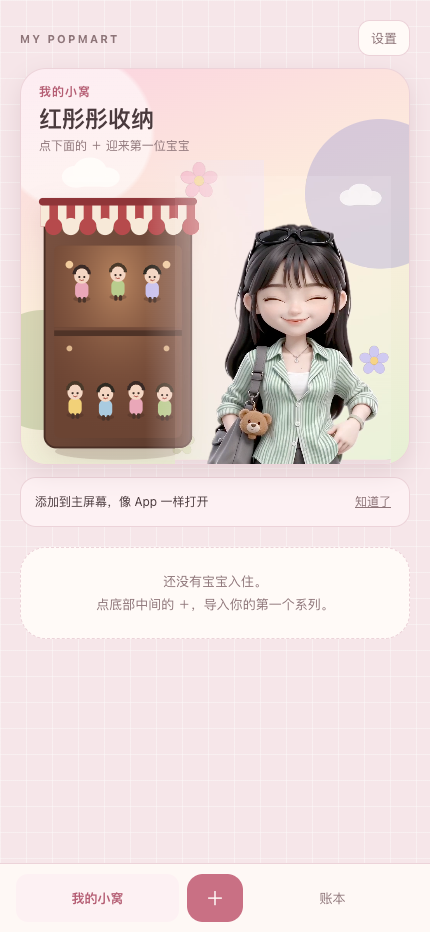 MY POPMART
设置
我的小窝
红彤彤收纳
点下面的 ＋ 迎来第一位宝宝
添加到主屏幕，像 App 一样打开
知道了
还没有宝宝入住。
点底部中间的 ＋，导入你的第一个系列。
我的小窝
＋
账本